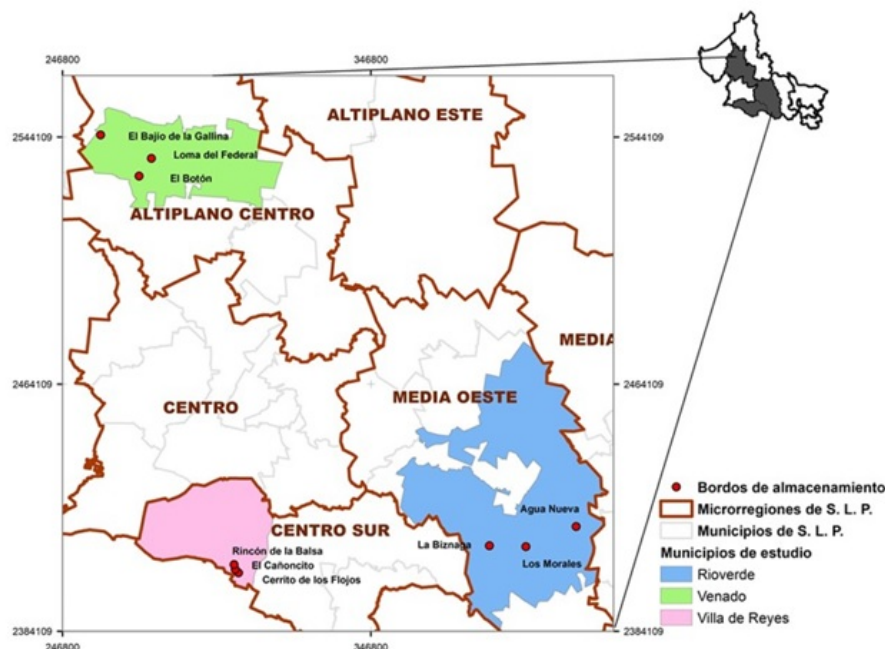 246800
346800
2544109
2544109
ALTIPLANO ESTE
El Bajío de la Gallina
Loma del Federal
El Botón
ALTIPLANO CENTRO
MEDIA
2464109
2464109
CENTRO
MEDIA OESTE
Agua Nueva
CENTRO SUR
La Biznaga
Los Morales
Rincón de la Balsa
El Cañoncito
Cerrito de los Flojos
Bordos de almacenamiento
Microrregiones de S. L. P.
Municipios de S. L. P.
Municipios de estudio
Rioverde
Venado
Villa de Reyes
2384109
2384109
246800
346800